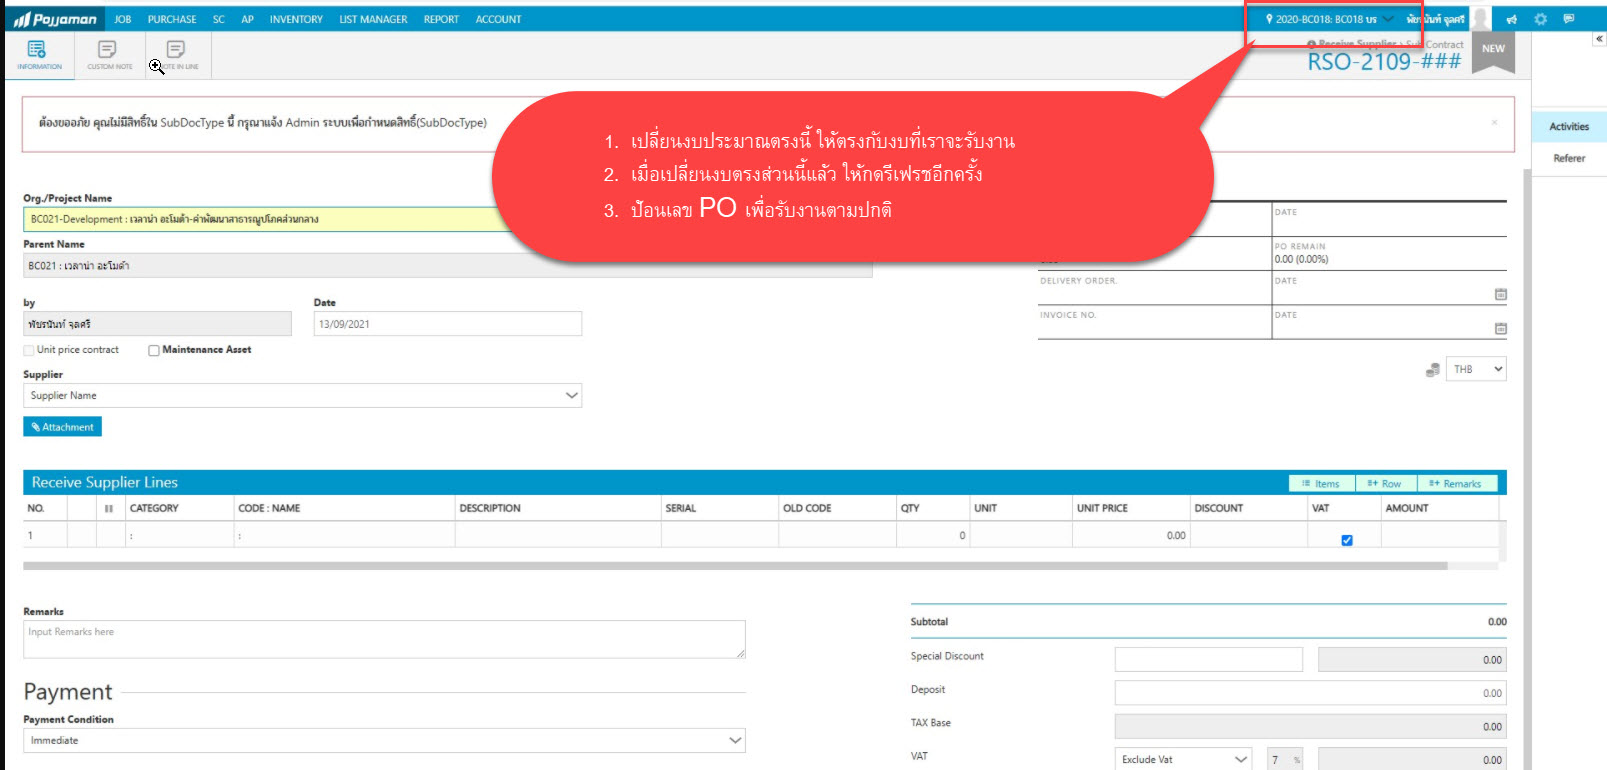 Pojjaman JOB PURCHASE SC AP INVENTORY LIST MANAGER REPORT ACCOUNT
2020-BC018: BC018 บร
พัชรนันท์ จุลศรี
INFORMATION
CUSTOM NOTE
NOTE IN LINE
Receive Supplier › Sub Contract
RSO-2109-###
NEW
«
ต้องขออภัย คุณไม่มีสิทธิ์ใน SubDocType นี้ กรุณาแจ้ง Admin ระบบเพื่อกำหนดสิทธิ์(SubDocType)
×
1. เปลี่ยนงบประมาณตรงนี้ ให้ตรงกับงบที่เราจะรับงาน
2. เมื่อเปลี่ยนงบตรงส่วนนี้แล้ว ให้กดรีเฟรชอีกครั้ง
3. ป้อนเลข PO เพื่อรับงานตามปกติ
Activities
Referer
Org./Project Name
BC021-Development : เวลาน่า อะโมด้า-ค่าพัฒนาสาธารณูปโภคส่วนกลาง
Parent Name
BC021 : เวลาน่า อะโมด้า
DATE
PO REMAIN
0.00 (0.00%)
DELIVERY ORDER.
DATE
INVOICE NO.
DATE
by
พัชรนันท์ จุลศรี
Date
13/09/2021
Unit price contract
Maintenance Asset
THB
Supplier
Supplier Name
Attachment
Receive Supplier Lines
Items
Row
Remarks
NO. CATEGORY CODE : NAME DESCRIPTION SERIAL OLD CODE QTY UNIT UNIT PRICE DISCOUNT VAT AMOUNT
1 : : 0 0.00
Remarks
Input Remarks here
Subtotal 0.00
Special Discount 0.00
Deposit 0.00
TAX Base 0.00
VAT Exclude Vat 7 % 0.00
Payment
Payment Condition
Immediate